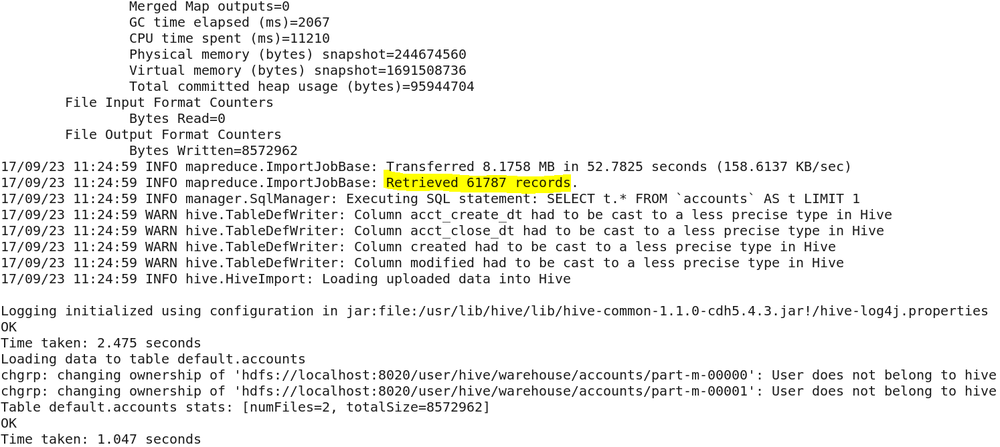 Merged Map outputs=0
GC time elapsed (ms)=2067
CPU time spent (ms)=11210
Physical memory (bytes) snapshot=244674560
Virtual memory (bytes) snapshot=1691508736
Total committed heap usage (bytes)=95944704
File Input Format Counters
Bytes Read=0
File Output Format Counters
Bytes Written=8572962
17/09/23 11:24:59 INFO mapreduce.ImportJobBase: Transferred 8.1758 MB in 52.7825 seconds (158.6137 KB/sec)
17/09/23 11:24:59 INFO mapreduce.ImportJobBase: Retrieved 61787 records.
17/09/23 11:24:59 INFO manager.SqlManager: Executing SQL statement: SELECT t.* FROM `accounts` AS t LIMIT 1
17/09/23 11:24:59 WARN hive.TableDefWriter: Column acct_create_dt had to be cast to a less precise type in Hive
17/09/23 11:24:59 WARN hive.TableDefWriter: Column acct_close_dt had to be cast to a less precise type in Hive
17/09/23 11:24:59 WARN hive.TableDefWriter: Column created had to be cast to a less precise type in Hive
17/09/23 11:24:59 WARN hive.TableDefWriter: Column modified had to be cast to a less precise type in Hive
17/09/23 11:24:59 INFO hive.HiveImport: Loading uploaded data into Hive
Logging initialized using configuration in jar:file:/usr/lib/hive/lib/hive-common-1.1.0-cdh5.4.3.jar!/hive-log4j.properties
OK
Time taken: 2.475 seconds
Loading data to table default.accounts
chgrp: changing ownership of 'hdfs://localhost:8020/user/hive/warehouse/accounts/part-m-00000': User does not belong to hive
chgrp: changing ownership of 'hdfs://localhost:8020/user/hive/warehouse/accounts/part-m-00001': User does not belong to hive
Table default.accounts stats: [numFiles=2, totalSize=8572962]
OK
Time taken: 1.047 seconds